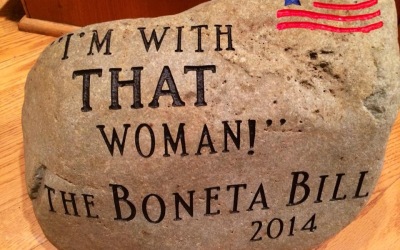 "I'M WITH
THAT
WOMAN!"
THE BONETA BILL
2014